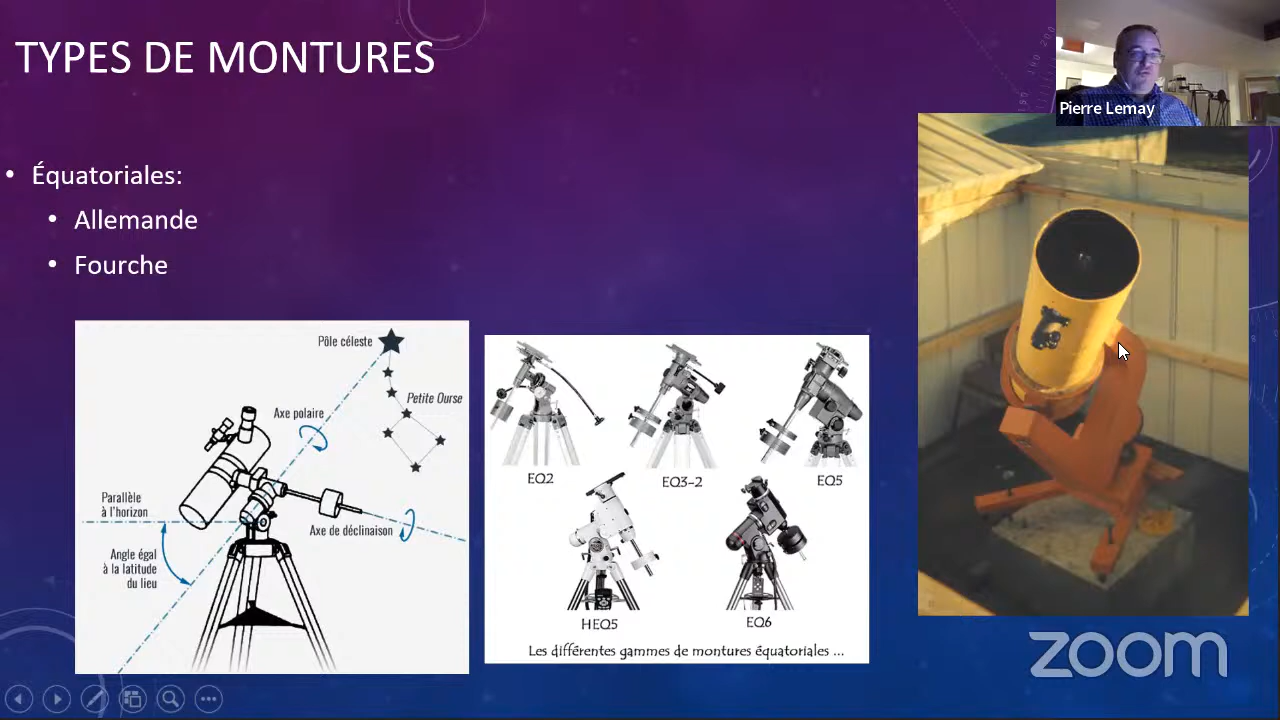 TYPES DE MONTURES
Pierre Lemay
• Équatoriales:
• Allemande
• Fourche
Pôle céleste
Petite Ourse
Axe polaire
Parallèle
à l'horizon
Axe de déclinaison
Angle égal
à la latitude
du lieu
EQ2
EQ3-2
EQ5
HEQ5
EQ6
Les différentes gammes de montures équatoriales ...
zoom